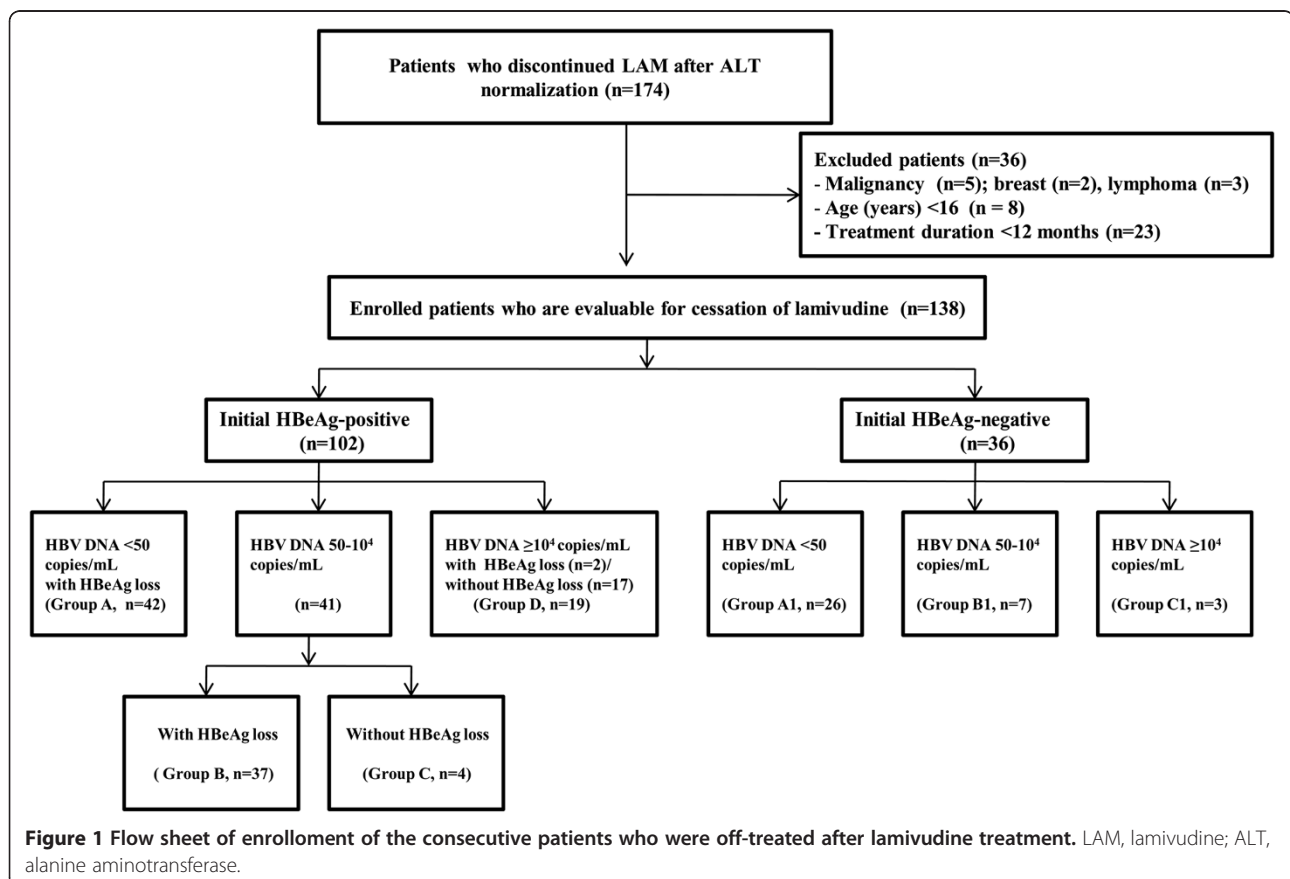 Patients who discontinued LAM after ALT
normalization (n=174)
Excluded patients (n=36)
- Malignancy (n=5); breast (n=2), lymphoma (n=3)
- Age (years) <16 (n = 8)
- Treatment duration <12 months (n=23)
Enrolled patients who are evaluable for cessation of lamivudine (n=138)
Initial HBeAg-positive
(n=102)
Initial HBeAg-negative
(n=36)
HBV DNA <50
copies/mL
with HBeAg loss
(Group A, n=42)
HBV DNA 50-10⁴
copies/mL
(n=41)
HBV DNA ≥10⁴ copies/mL
with HBeAg loss (n=2)/
without HBeAg loss (n=17)
(Group D, n=19)
HBV DNA <50
copies/mL
(Group A1, n=26)
HBV DNA 50-10⁴
copies/mL
(Group B1, n=7)
HBV DNA ≥10⁴
copies/mL
(Group C1, n=3)
With HBeAg loss
( Group B, n=37)
Without HBeAg loss
(Group C, n=4)
Figure 1 Flow sheet of enrolloment of the consecutive patients who were off-treated after lamivudine treatment. LAM, lamivudine; ALT,
alanine aminotransferase.